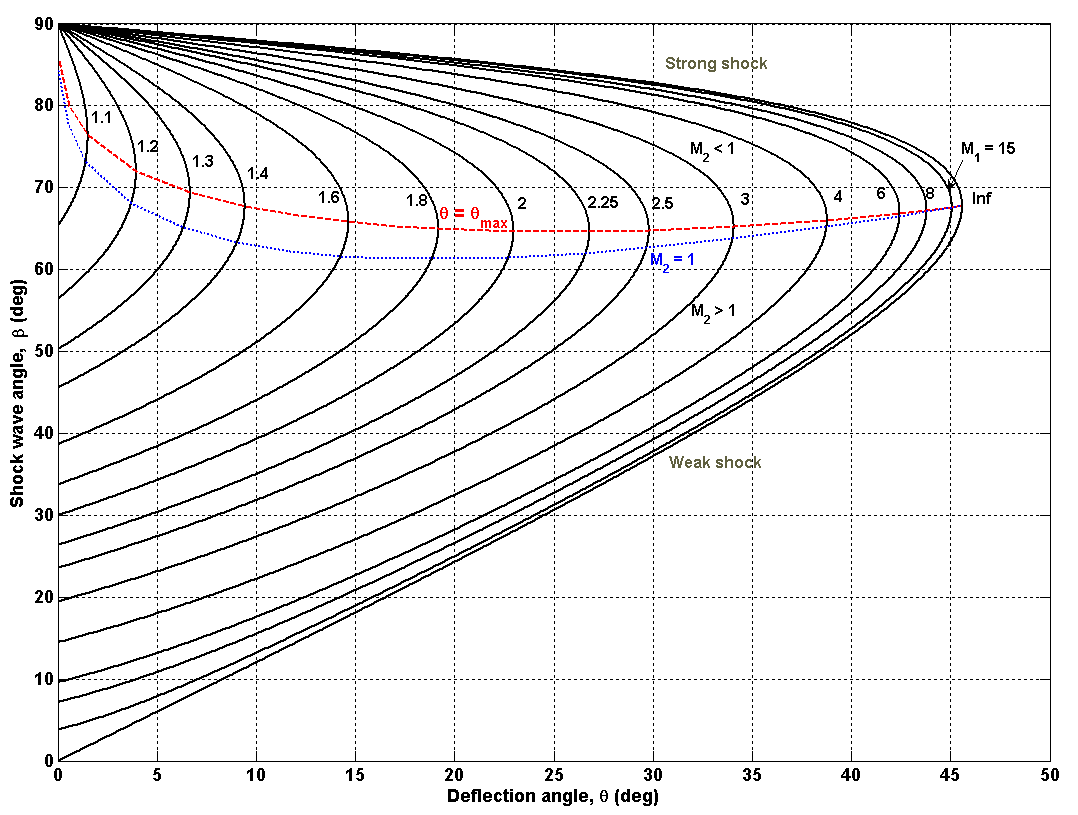 90
80
70
60
50
40
30
20
10
0
Shock wave angle, β (deg)
Strong shock
1.1
1.2
1.3
1.4
1.6
1.8
2
2.25
2.5
3
4
6
8
M₁ = 15
Inf
M₂ < 1
θ = θmax
M₂ = 1
M₂ > 1
Weak shock
0 5 10 15 20 25 30 35 40 45 50
Deflection angle, θ (deg)